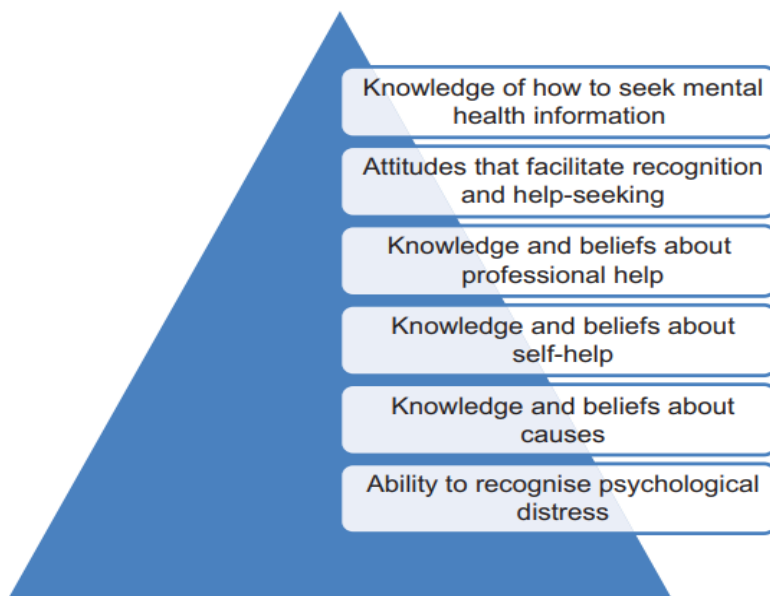 Knowledge of how to seek mental
health information
Attitudes that facilitate recognition
and help-seeking
Knowledge and beliefs about
professional help
Knowledge and beliefs about
self-help
Knowledge and beliefs about
causes
Ability to recognise psychological
distress